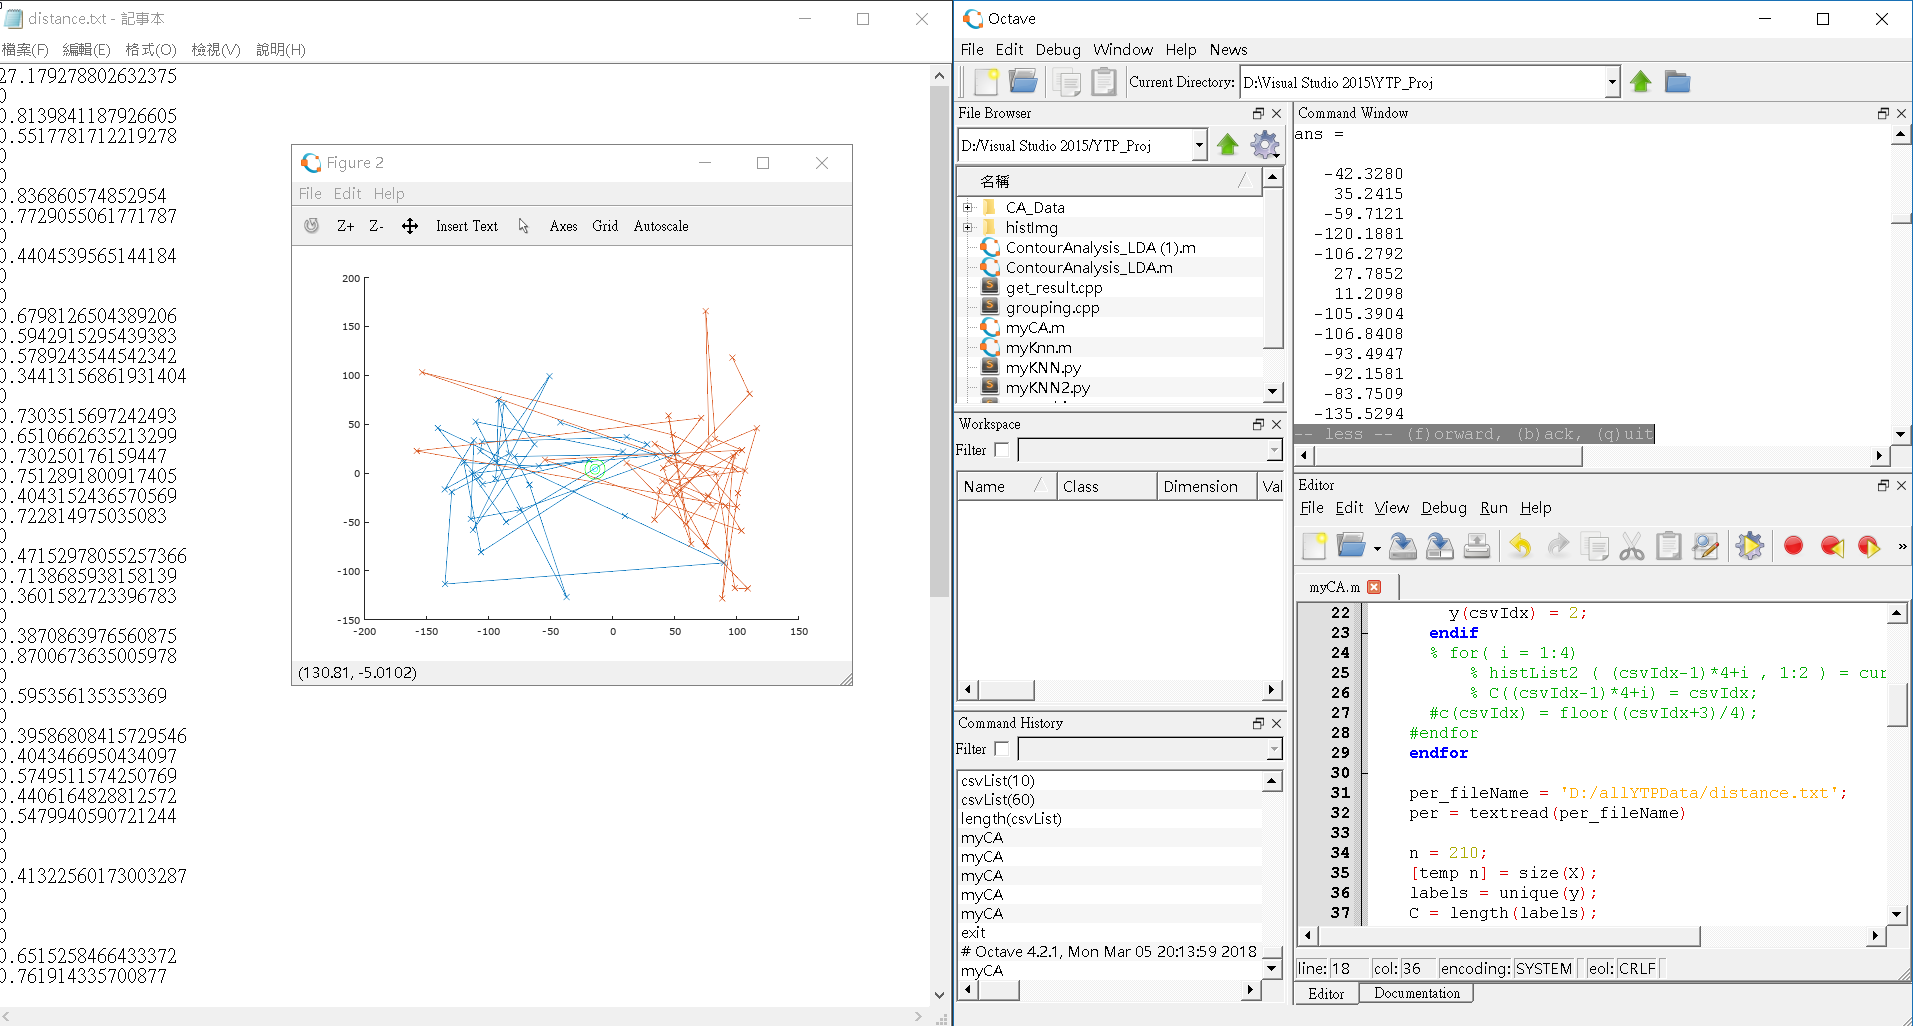 distance.txt - 記事本
檔案(F) 編輯(E) 格式(O) 檢視(V) 說明(H)
27.179278802632375
0
0.8139841187926605
0.5517781712219278
0
0
0.836860574852954
0.7729055061771787
0
0.4404539565144184
0
0
0.6798126504389206
0.5942915295439383
0.5789243544542342
0.34413156861931404
0
0.7303515697242493
0.6510662635213299
0.730250176159447
0.75128918009174​05
0.4043152436570569
0.722814975035083
0
0.47152978055257366
0.7138685938158139
0.3601582723396783
0
0.3870863976560875
0.8700673635005978
0
0.595356135353369
0
0.39586808415729546
0.4043466950434097
0.5749511574250769
0.4406164828812572
0.5479940590721244
0
0
0.41322560173003287
0
0
0
0.6515258466433372
0.761914335700877
Figure 2
File Edit Help
Z+ Z- Insert Text Axes Grid Autoscale
200
150
100
50
0
-50
-100
-150
-200 -150 -100 -50 0 50 100 150
(130.81, -5.0102)
Octave
File Edit Debug Window Help News
Current Directory: D:\Visual Studio 2015\YTP_Proj
File Browser
D:/Visual Studio 2015/YTP_Proj
名稱
CA_Data
histImg
ContourAnalysis_LDA (1).m
ContourAnalysis_LDA.m
get_result.cpp
grouping.cpp
myCA.m
myKnn.m
myKNN.py
myKNN2.py
Workspace
Filter
Name Class Dimension Val
Command History
Filter
csvList(10)
csvList(60)
length(csvList)
myCA
myCA
myCA
myCA
myCA
exit
# Octave 4.2.1, Mon Mar 05 20:13:59 2018
myCA
Command Window
ans =
-42.3280
35.2415
-59.7121
-120.1881
-106.2792
27.7852
11.2098
-105.3904
-106.8408
-93.4947
-92.1581
-83.7509
-135.5294
-- less -- (f)orward, (b)ack, (q)uit
Editor
File Edit View Debug Run Help
»
myCA.m
22 y(csvIdx) = 2;
23 endif
24 % for( i = 1:4)
25 % histList2 ( (csvIdx-1)*4+i , 1:2 ) = cur
26 % C((csvIdx-1)*4+i) = csvIdx;
27 #c(csvIdx) = floor((csvIdx+3)/4);
28 #endfor
29 endfor
30
31 per_fileName = 'D:/allYTPData/distance.txt';
32 per = textread(per_fileName)
33
34 n = 210;
35 [temp n] = size(X);
36 labels = unique(y);
37 C = length(labels);
line: 18 col: 36 encoding: SYSTEM eol: CRLF
Editor Documentation